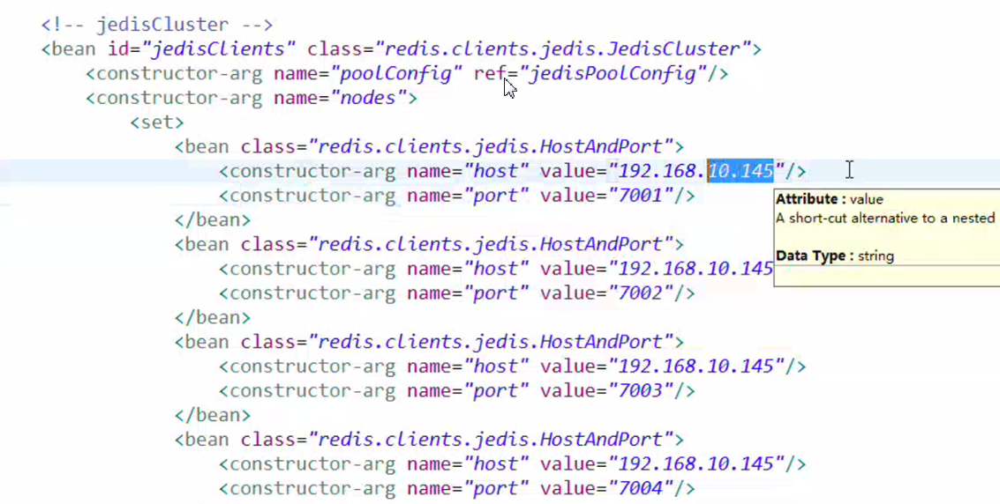 <!-- jedisCluster -->
<bean id="jedisClients" class="redis.clients.jedis.JedisCluster">
<constructor-arg name="poolConfig" ref="jedisPoolConfig"/>
<constructor-arg name="nodes">
<set>
<bean class="redis.clients.jedis.HostAndPort">
<constructor-arg name="host" value="192.168.10.145"/>
<constructor-arg name="port" value="7001"/>
</bean>
<bean class="redis.clients.jedis.HostAndPort">
<constructor-arg name="host" value="192.168.10.145
<constructor-arg name="port" value="7002"/>
</bean>
<bean class="redis.clients.jedis.HostAndPort">
<constructor-arg name="host" value="192.168.10.145"/>
<constructor-arg name="port" value="7003"/>
</bean>
<bean class="redis.clients.jedis.HostAndPort">
<constructor-arg name="host" value="192.168.10.145"/>
<constructor-arg name="port" value="7004"/>
Attribute : value
A short-cut alternative to a nested
Data Type : string